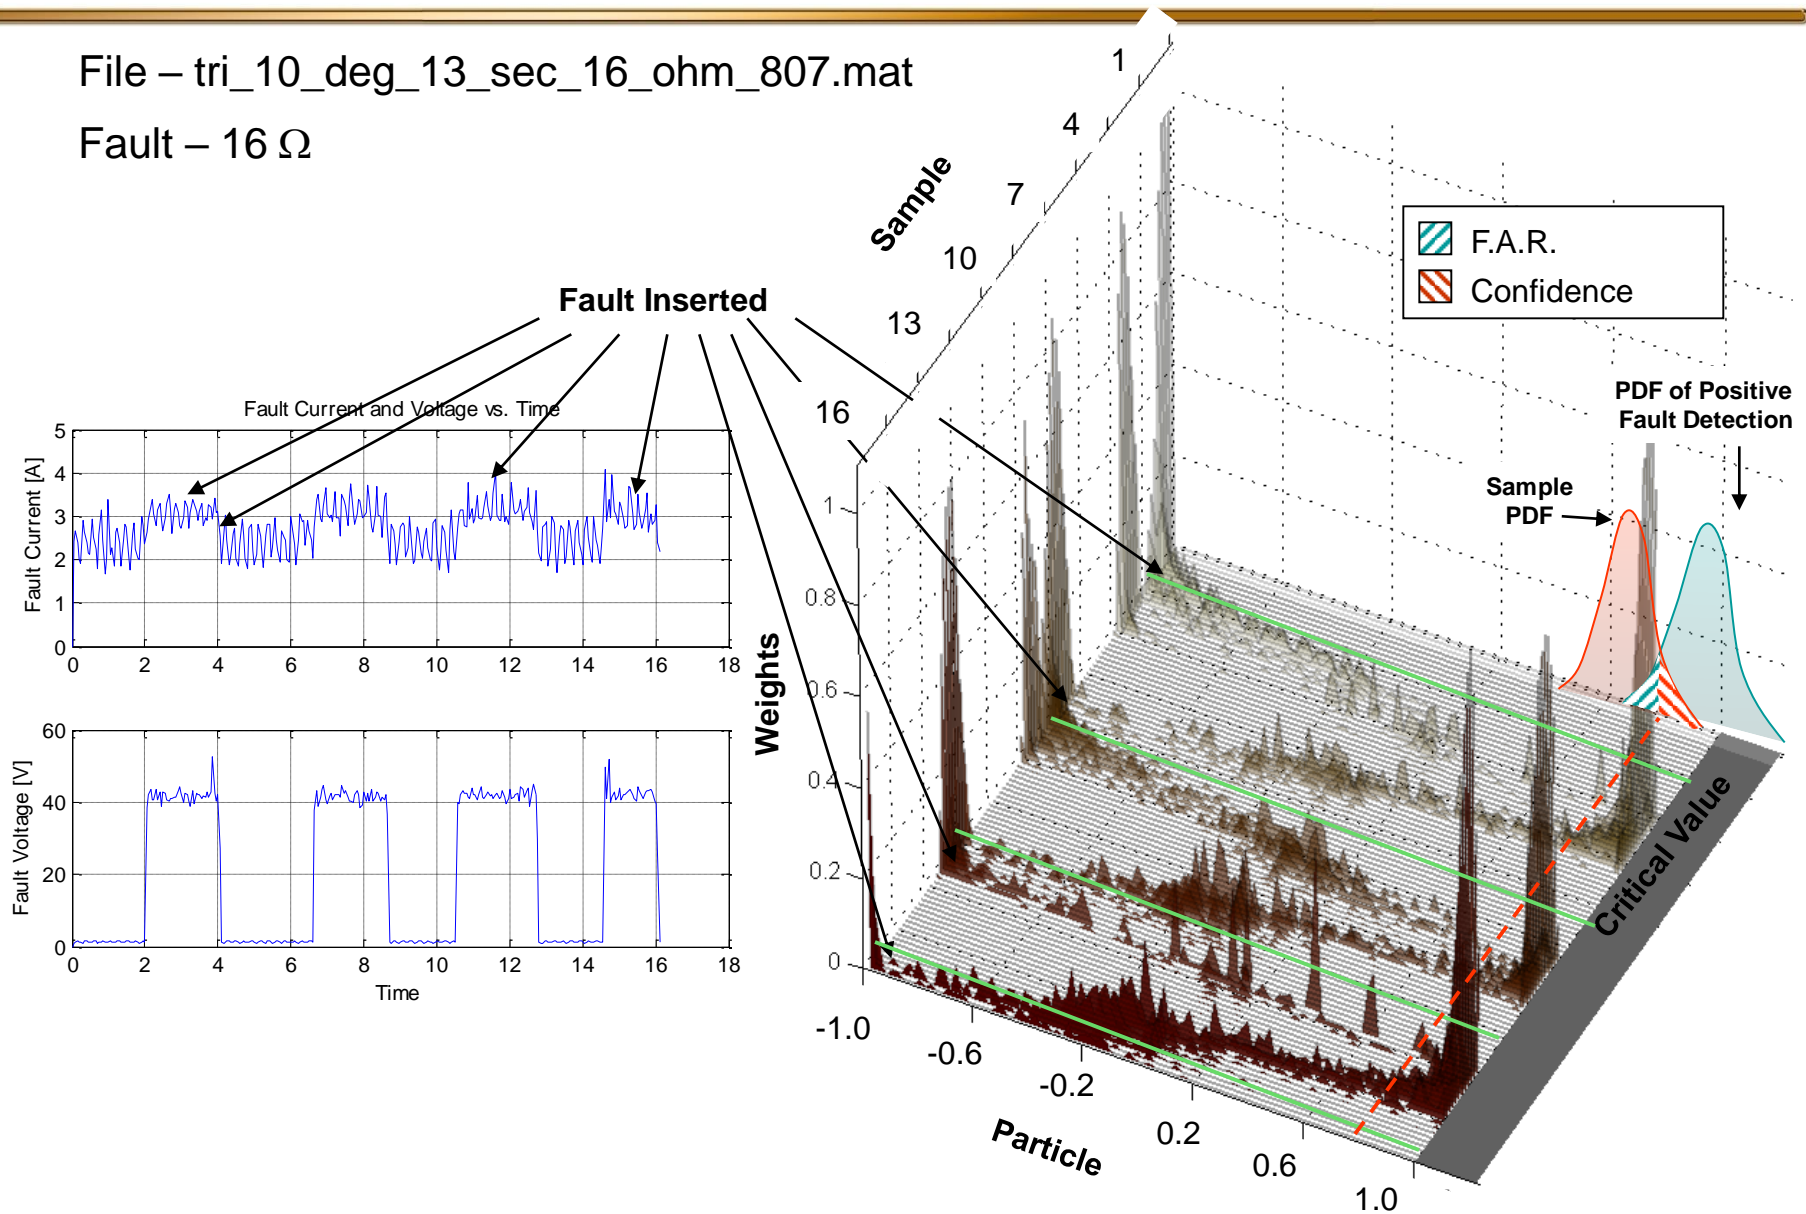 File – tri_10_deg_13_sec_16_ohm_807.mat
Fault – 16 Ω
Fault Inserted
Fault Current and Voltage vs. Time
Fault Current [A]
5
4
3
2
1
0
0 2 4 6 8 10 12 14 16 18
Fault Voltage [V]
60
40
20
0
0 2 4 6 8 10 12 14 16 18
Time
Sample
1
4
7
10
13
16
Weights
1
0.8
0.6
0.4
0.2
0
-1.0
-0.6
-0.2
0.2
0.6
1.0
Particle
F.A.R.
Confidence
PDF of Positive
Fault Detection
Sample
PDF
Critical Value